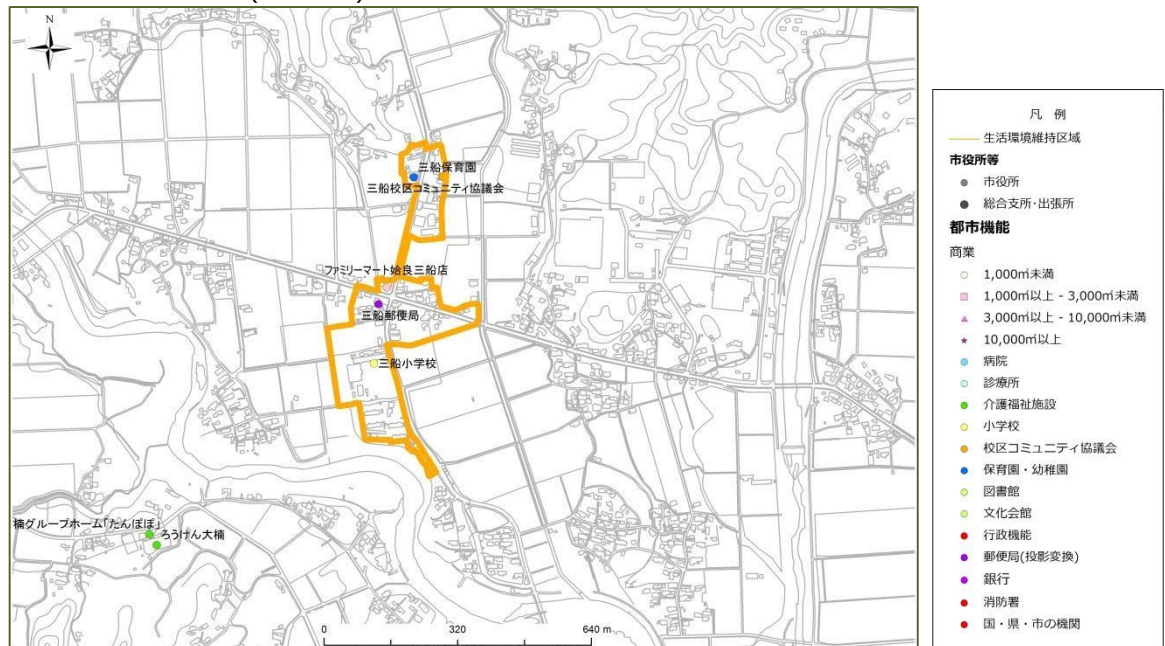 N
三船保育園
三船校区コミュニティ協議会
ファミリーマート姶良三船店
三船郵便局
三船小学校
楠グループホーム「たんぽぽ」
ろうけん大楠
0 320 640 m
凡 例
生活環境維持区域
市役所等
市役所
総合支所・出張所
都市機能
商業
1,000㎡未満
1,000㎡以上 - 3,000㎡未満
3,000㎡以上 - 10,000㎡未満
10,000㎡以上
病院
診療所
介護福祉施設
小学校
校区コミュニティ協議会
保育園・幼稚園
図書館
文化会館
行政機能
郵便局(投影変換)
銀行
消防署
国・県・市の機関